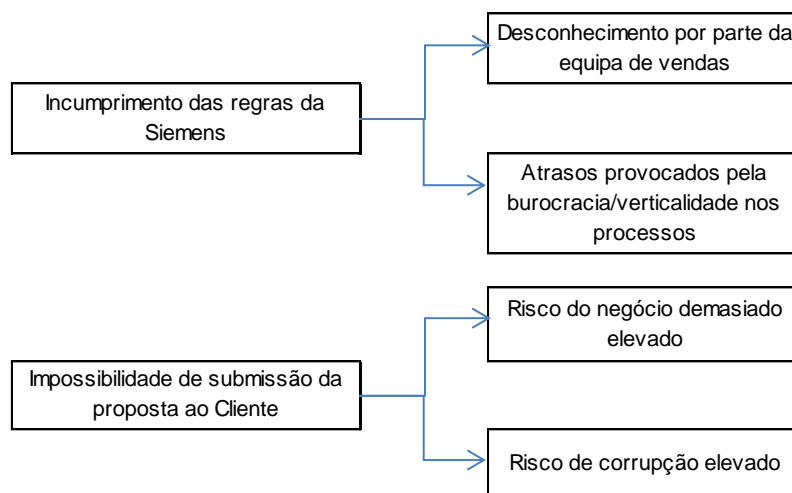 Desconhecimento por parte da
equipa de vendas
Incumprimento das regras da
Siemens
Atrasos provocados pela
burocracia/verticalidade nos
processos
Risco do negócio demasiado
elevado
Impossibilidade de submissão da
proposta ao Cliente
Risco de corrupção elevado